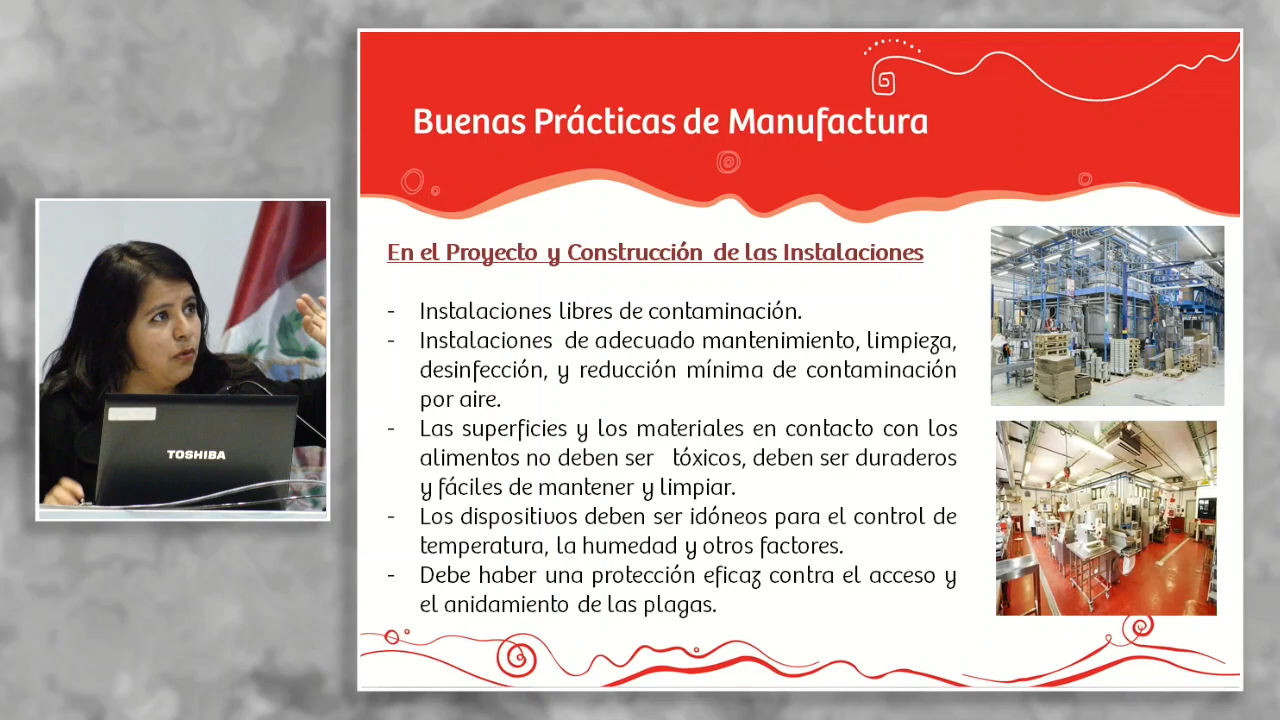 Buenas Prácticas de Manufactura
En el Proyecto y Construcción de las Instalaciones
- Instalaciones libres de contaminación.
- Instalaciones de adecuado mantenimiento, limpieza,
desinfección, y reducción mínima de contaminación
por aire.
- Las superficies y los materiales en contacto con los
alimentos no deben ser tóxicos, deben ser duraderos
y fáciles de mantener y limpiar.
- Los dispositivos deben ser idóneos para el control de
temperatura, la humedad y otros factores.
- Debe haber una protección eficaz contra el acceso y
el anidamiento de las plagas.
TOSHIBA